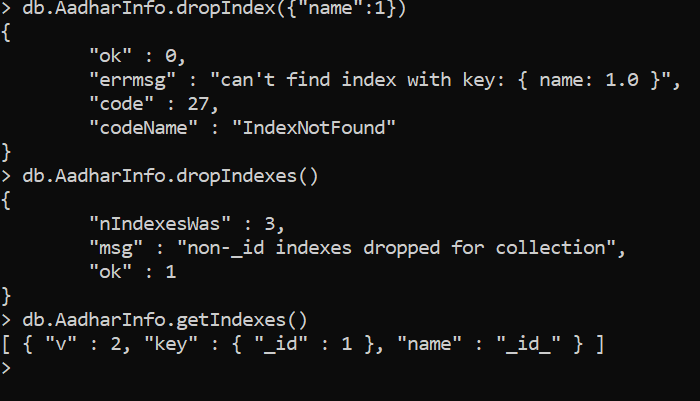 > db.AadharInfo.dropIndex({"name":1})
{
        "ok" : 0,
        "errmsg" : "can't find index with key: { name: 1.0 }",
        "code" : 27,
        "codeName" : "IndexNotFound"
}
> db.AadharInfo.dropIndexes()
{
        "nIndexesWas" : 3,
        "msg" : "non-_id indexes dropped for collection",
        "ok" : 1
}
> db.AadharInfo.getIndexes()
[ { "v" : 2, "key" : { "_id" : 1 }, "name" : "_id_" } ]
>